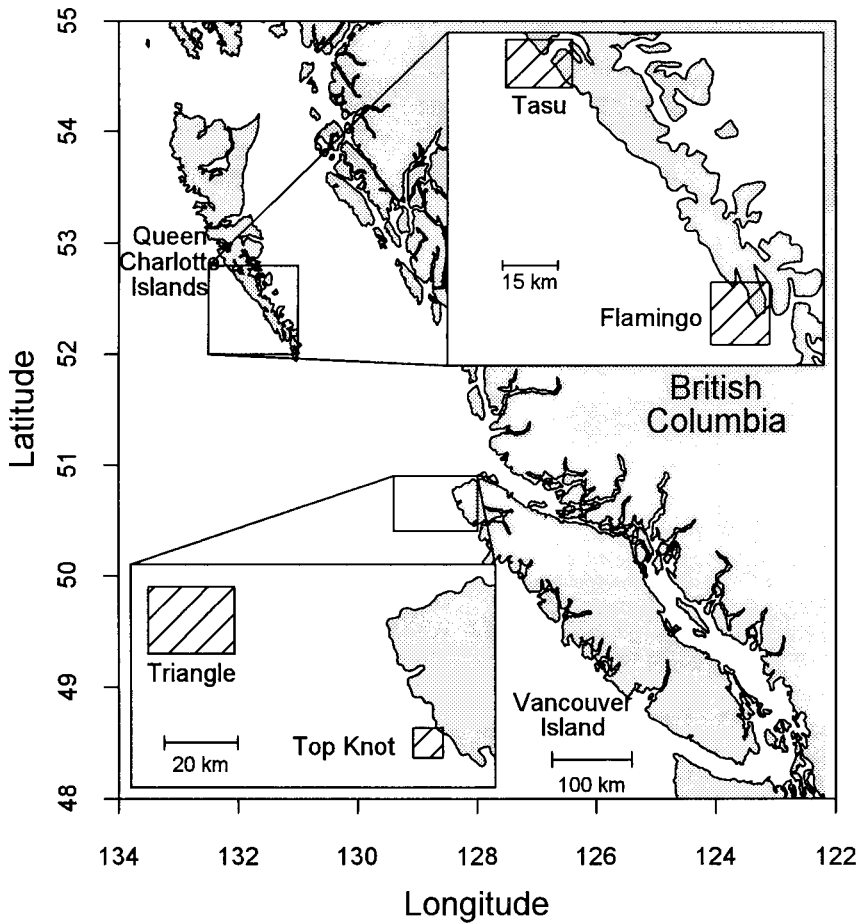 55
54
53
52
51
50
49
48
Latitude
Queen
Charlotte
Islands
Tasu
15 km
Flamingo
British
Columbia
Triangle
20 km
Top Knot
Vancouver
Island
100 km
134
132
130
128
126
124
122
Longitude